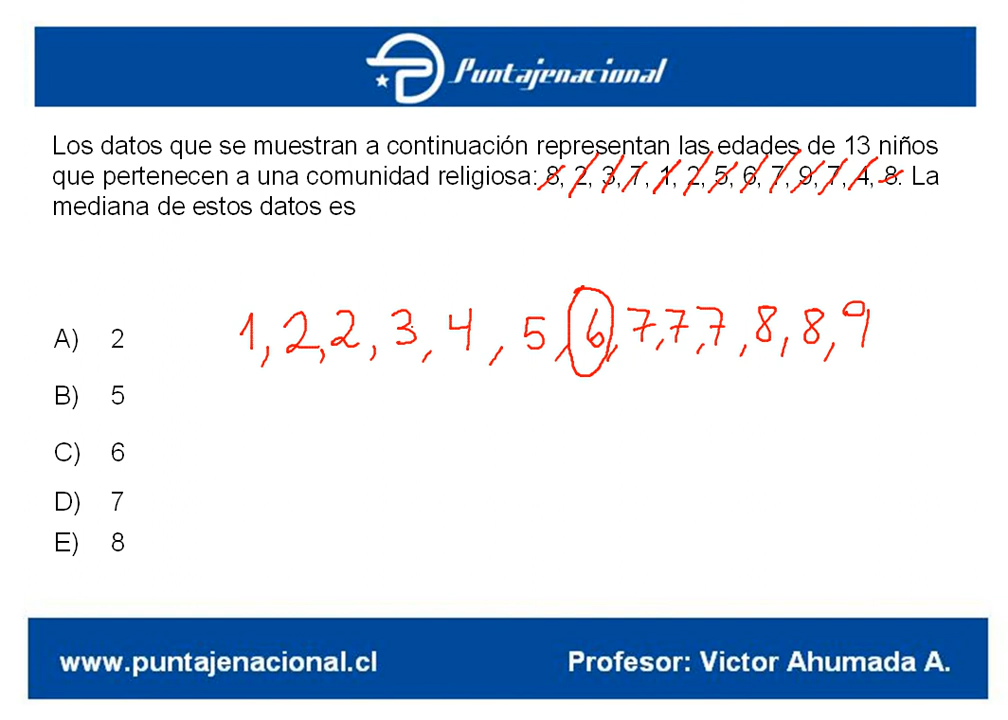 Puntajenacional
Los datos que se muestran a continuación representan las edades de 13 niños
que pertenecen a una comunidad religiosa: 8, 2, 3, 7, 1, 2, 5, 6, 7, 9, 7, 4, 8. La
mediana de estos datos es
1, 2, 2, 3, 4, 5, 6, 7, 7, 7, 8, 8, 9
A) 2
B) 5
C) 6
D) 7
E) 8
www.puntajenacional.cl Profesor: Victor Ahumada A.